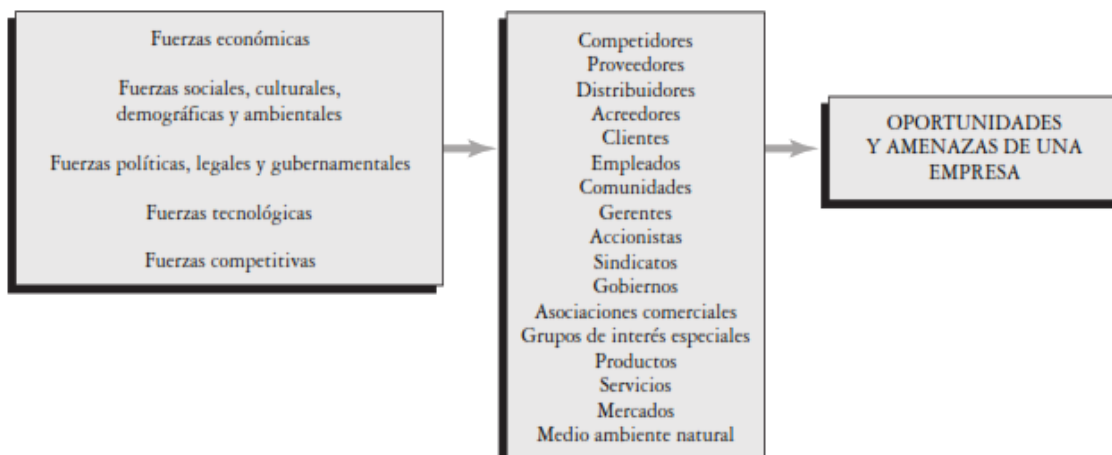 Fuerzas económicas
Fuerzas sociales, culturales,
demográficas y ambientales
Fuerzas políticas, legales y gubernamentales
Fuerzas tecnológicas
Fuerzas competitivas
Competidores
Proveedores
Distribuidores
Acreedores
Clientes
Empleados
Comunidades
Gerentes
Accionistas
Sindicatos
Gobiernos
Asociaciones comerciales
Grupos de interés especiales
Productos
Servicios
Mercados
Medio ambiente natural
OPORTUNIDADES
Y AMENAZAS DE UNA
EMPRESA